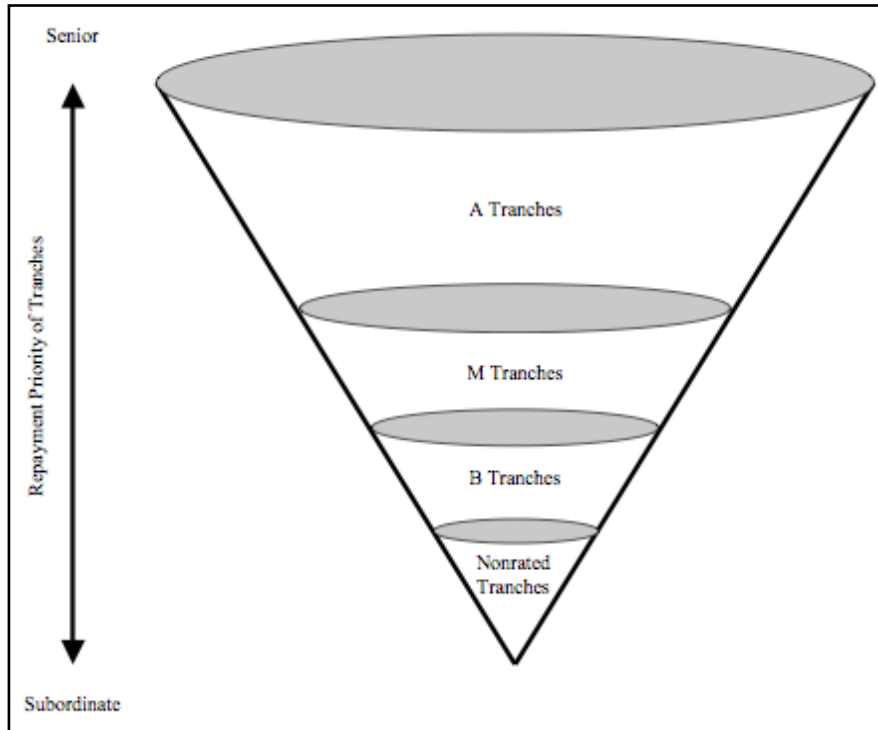 Senior
Repayment Priority of Tranches
A Tranches
M Tranches
B Tranches
Nonrated
Tranches
Subordinate